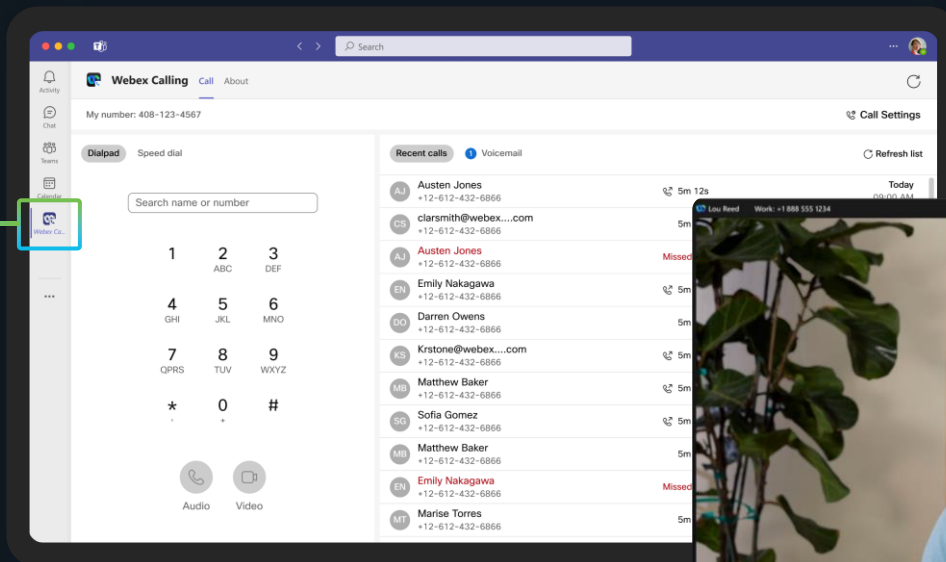 Search
Activity
Chat
Teams
Calendar
Webex Ca..
Webex Calling Call About
My number: 408-123-4567
Call Settings
Dialpad Speed dial
Search name or number
1 2 3
ABC DEF
4 5 6
GHI JKL MNO
7 8 9
QPRS TUV WXYZ
* 0 #
+
Audio Video
Recent calls 1 Voicemail
Refresh list
AJ Austen Jones 5m 12s Today
+12-612-432-6866 09:00 AM
CS clarsmith@webex....com 5m
+12-612-432-6866
AJ Austen Jones Missed
+12-612-432-6866
EN Emily Nakagawa 5m
+12-612-432-6866
DO Darren Owens 5m
+12-612-432-6866
KS Krstone@webex....com 5m
+12-612-432-6866
MB Matthew Baker 5m
+12-612-432-6866
SG Sofia Gomez 5m
+12-612-432-6866
MB Matthew Baker 5m
+12-612-432-6866
EN Emily Nakagawa Missed
+12-612-432-6866
MT Marise Torres 5m
+12-612-432-6866
Lou Reed Work: +1 888 555 1234